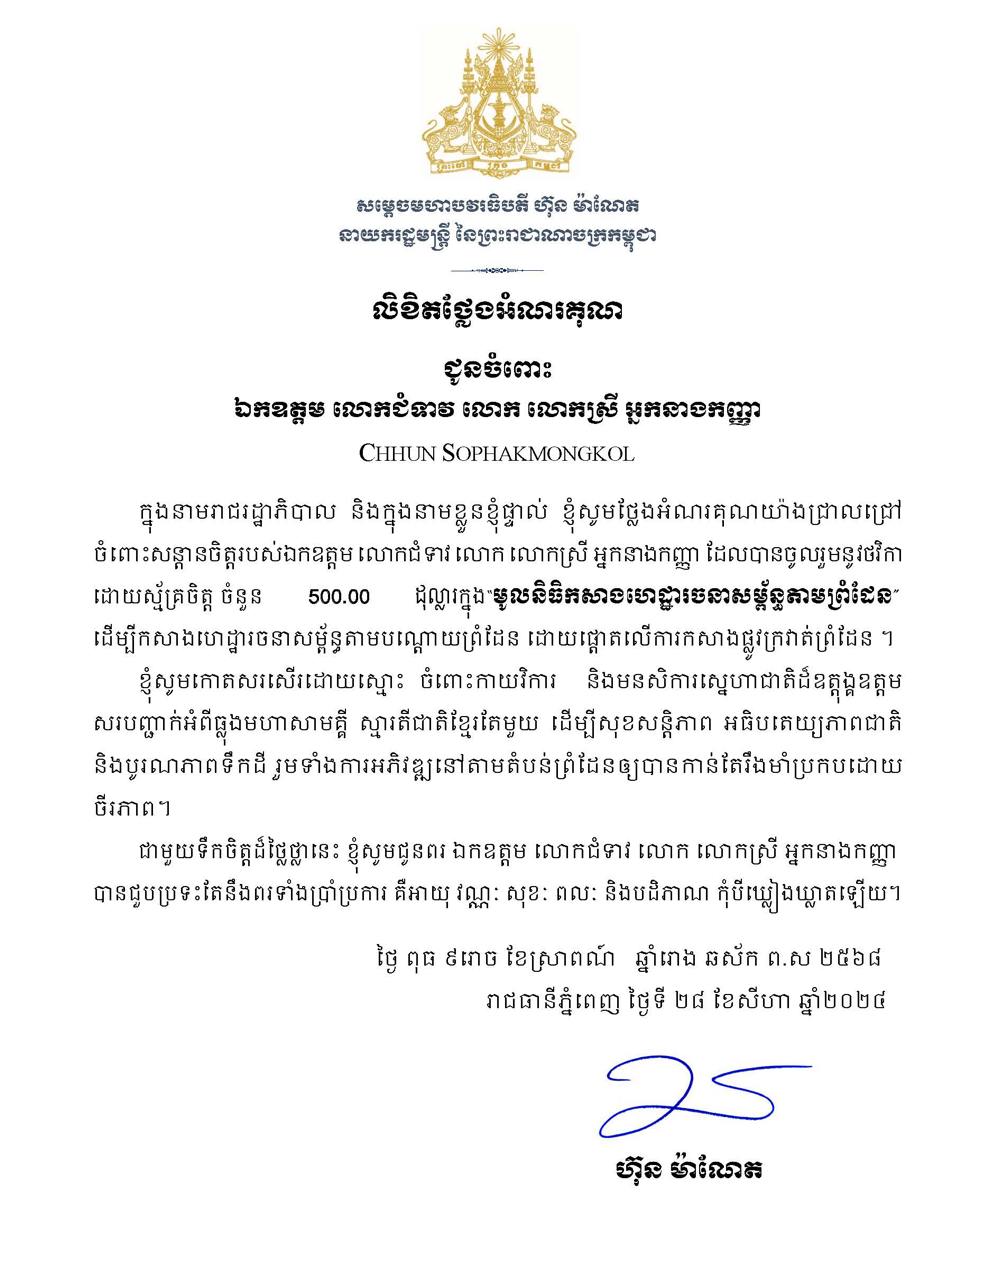 ព្រះចៅ ក្រុង កម្ពុជា
សម្តេចមហាបវរធិបតី ហ៊ុន ម៉ាណែត
នាយករដ្ឋមន្ត្រី នៃព្រះរាជាណាចក្រកម្ពុជា
លិខិតថ្លែងអំណរគុណ
ជូនចំពោះ
ឯកឧត្តម លោកជំទាវ លោក លោកស្រី អ្នកនាងកញ្ញា
CHHUN SOPHAKMONGKOL
ក្នុងនាមរាជរដ្ឋាភិបាល និងក្នុងនាមខ្លួនខ្ញុំផ្ទាល់ ខ្ញុំសូមថ្លែងអំណរគុណយ៉ាងជ្រាលជ្រៅ
ចំពោះសន្តានចិត្តរបស់ឯកឧត្តម លោកជំទាវ លោក លោកស្រី អ្នកនាងកញ្ញា ដែលបានចូលរួមនូវថវិកា
ដោយស្ម័គ្រចិត្ត ចំនួន 500.00 ដុល្លារក្នុង"មូលនិធិកសាងហេដ្ឋារចនាសម្ព័ន្ធតាមព្រំដែន"
ដើម្បីកសាងហេដ្ឋារចនាសម្ព័ន្ធតាមបណ្តោយព្រំដែន ដោយផ្តោតលើការកសាងផ្លូវក្រវាត់ព្រំដែន ។
ខ្ញុំសូមកោតសរសើរដោយស្មោះ ចំពោះកាយវិការ និងមនសិការស្នេហាជាតិដ៏ឧត្តុង្គឧត្តម
សរបញ្ជាក់អំពីធ្លុងមហាសាមគ្គី ស្មារតីជាតិខ្មែរតែមួយ ដើម្បីសុខសន្តិភាព អធិបតេយ្យភាពជាតិ
និងបូរណភាពទឹកដី រួមទាំងការអភិវឌ្ឍនៅតាមតំបន់ព្រំដែនឲ្យបានកាន់តែរឹងមាំប្រកបដោយ
ចីរភាព។
ជាមួយទឹកចិត្តដ៏ថ្លៃថ្លានេះ ខ្ញុំសូមជូនពរ ឯកឧត្តម លោកជំទាវ លោក លោកស្រី អ្នកនាងកញ្ញា
បានជួបប្រទះតែនឹងពរទាំងប្រាំប្រការ គឺអាយុ វណ្ណៈ សុខៈ ពលៈ និងបដិភាណ កុំបីឃ្លៀងឃ្លាតឡើយ។
ថ្ងៃ ពុធ ៩រោច ខែស្រាពណ៍ ឆ្នាំរោង ឆស័ក ព.ស ២៥៦៨
រាជធានីភ្នំពេញ ថ្ងៃទី ២៨ ខែសីហា ឆ្នាំ២០២៤
ហ៊ុន ម៉ាណែត